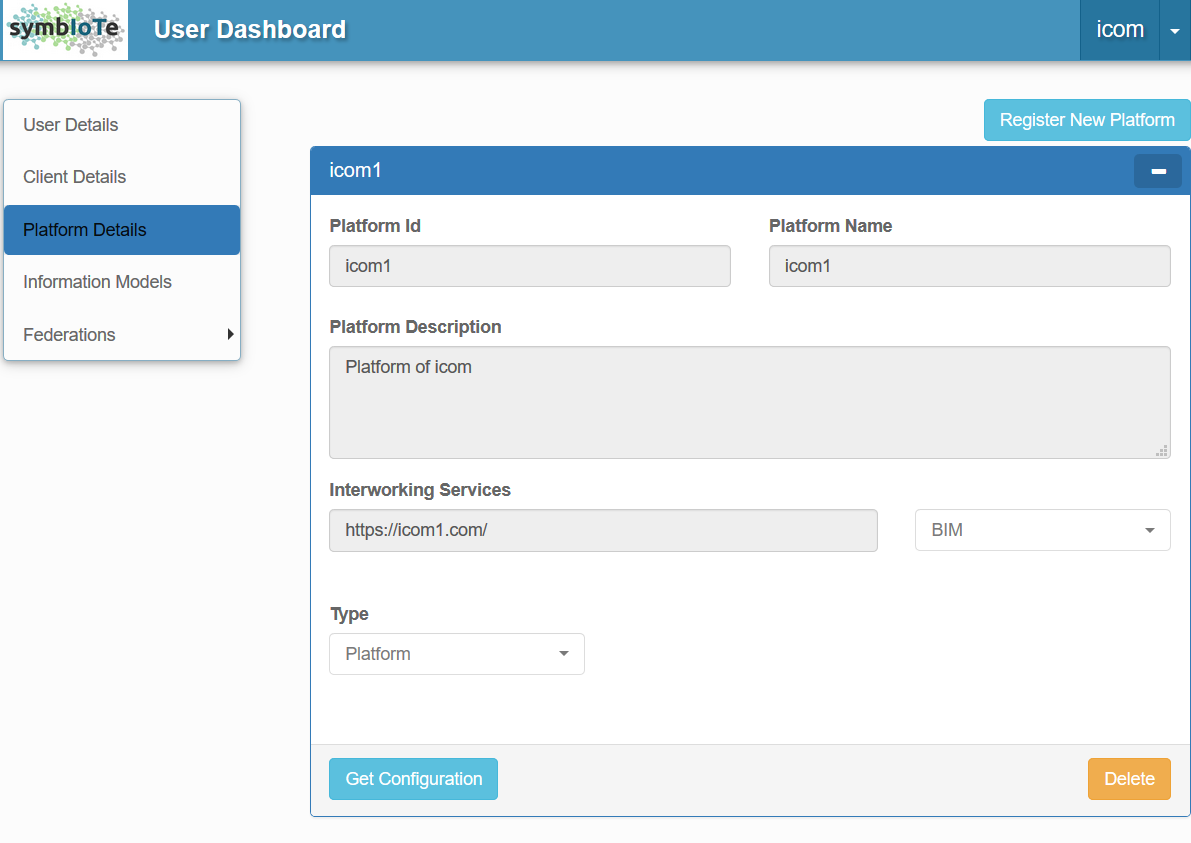 symbIoTe User Dashboard icom
User Details
Client Details
Platform Details
Information Models
Federations
Register New Platform
icom1
Platform Id Platform Name
icom1 icom1
Platform Description
Platform of icom
Interworking Services
https://icom1.com/ BIM
Type
Platform
Get Configuration Delete